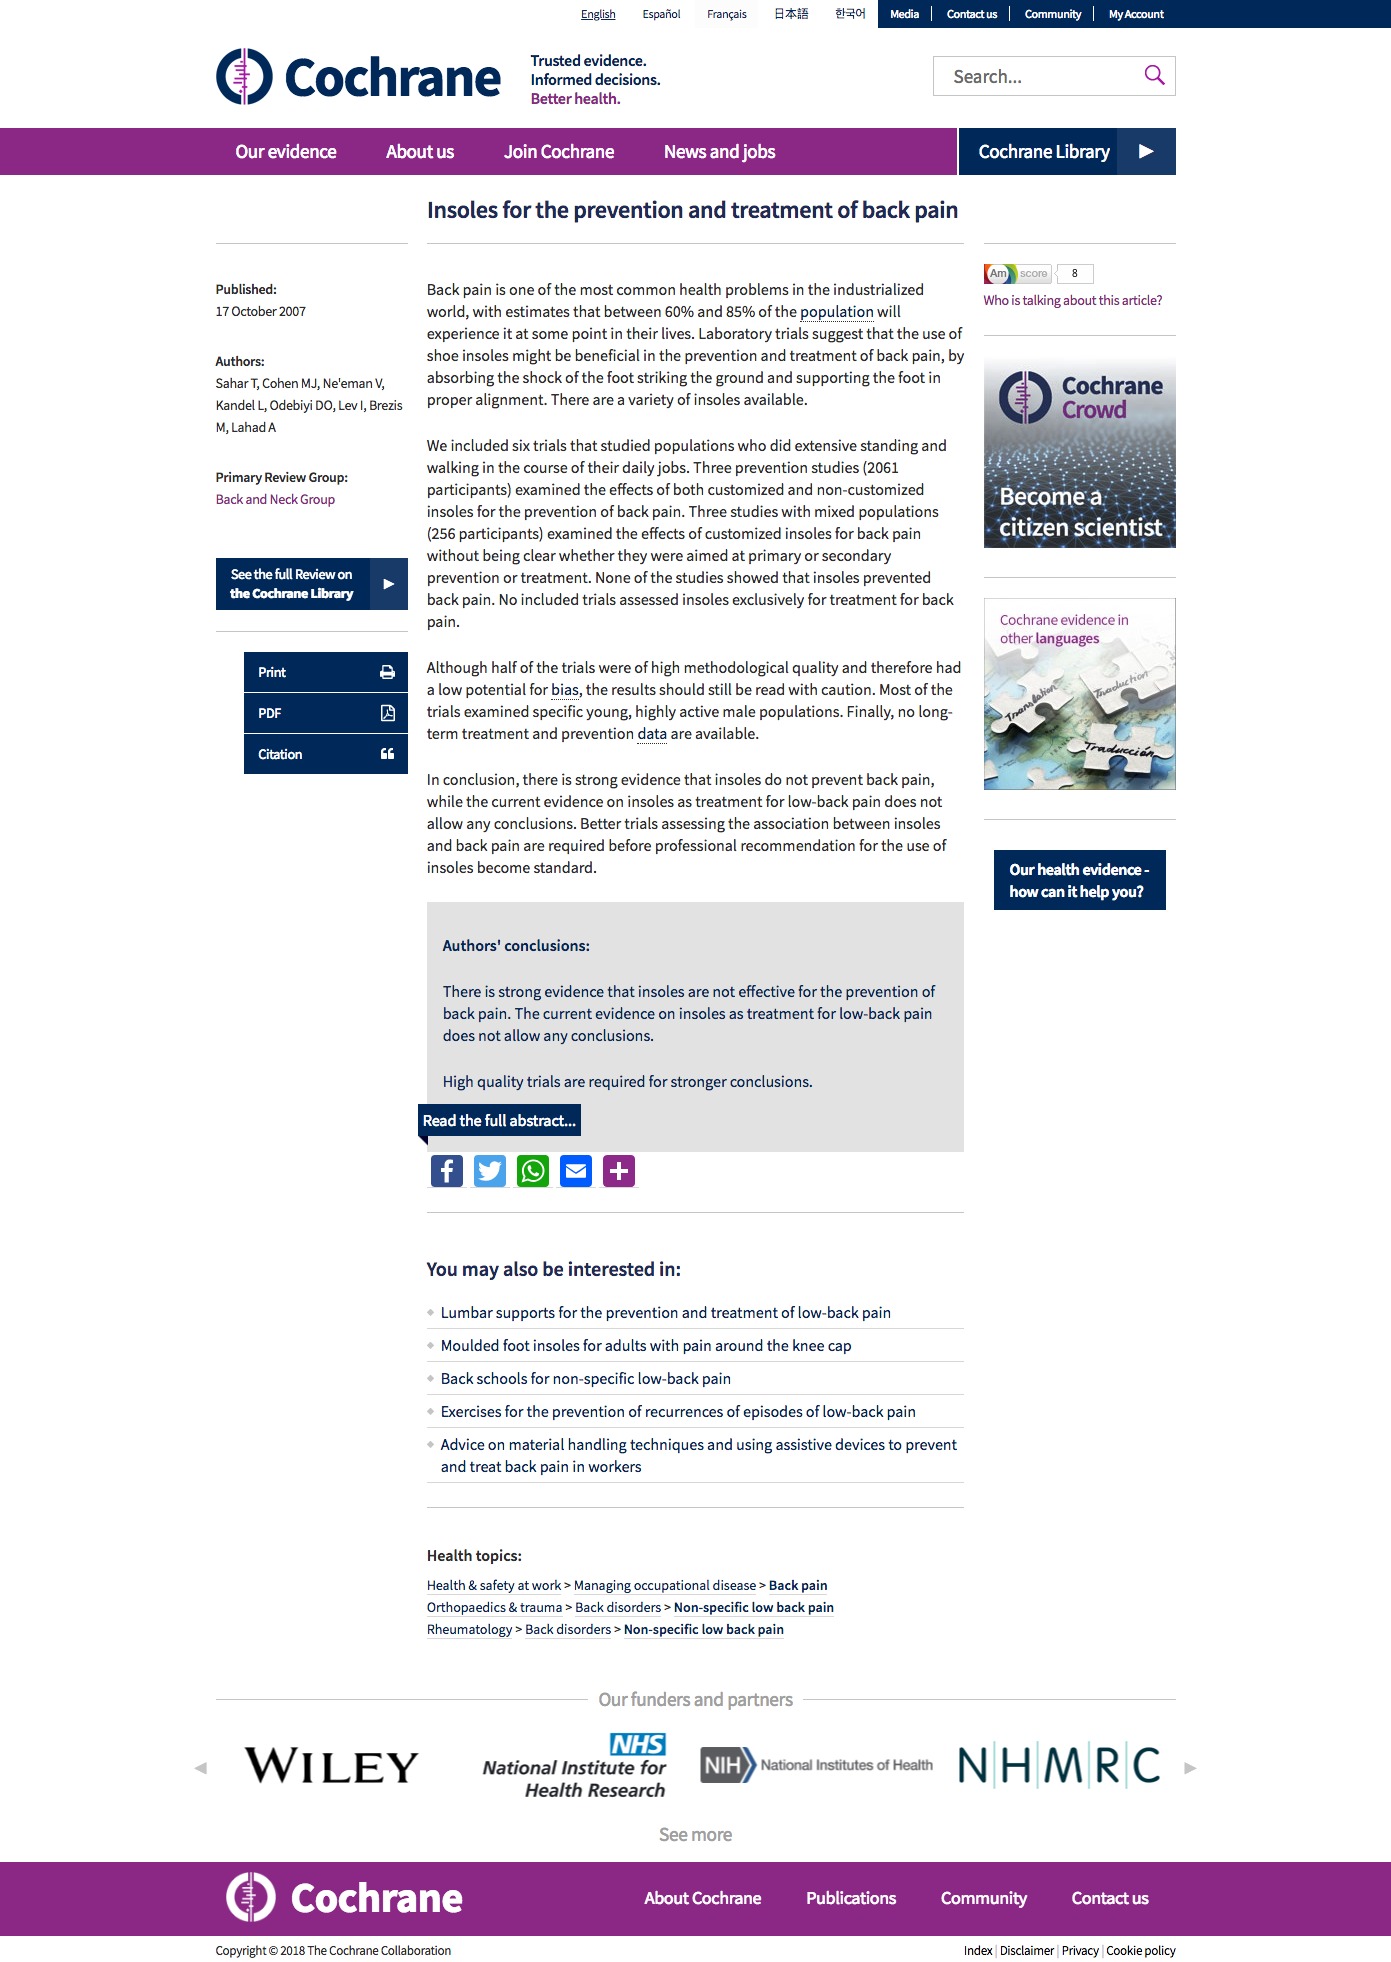 English Español Français 日本語 한국어 Media Contact us Community My Account
Cochrane
Trusted evidence.
Informed decisions.
Better health.
Search...
Our evidence About us Join Cochrane News and jobs Cochrane Library
Insoles for the prevention and treatment of back pain
Published:
17 October 2007
Authors:
Sahar T, Cohen MJ, Ne'eman V,
Kandel L, Odebiyi DO, Lev I, Brezis
M, Lahad A
Primary Review Group:
Back and Neck Group
See the full Review on
the Cochrane Library
Print
PDF
Citation
Back pain is one of the most common health problems in the industrialized
world, with estimates that between 60% and 85% of the population will
experience it at some point in their lives. Laboratory trials suggest that the use of
shoe insoles might be beneficial in the prevention and treatment of back pain, by
absorbing the shock of the foot striking the ground and supporting the foot in
proper alignment. There are a variety of insoles available.
We included six trials that studied populations who did extensive standing and
walking in the course of their daily jobs. Three prevention studies (2061
participants) examined the effects of both customized and non-customized
insoles for the prevention of back pain. Three studies with mixed populations
(256 participants) examined the effects of customized insoles for back pain
without being clear whether they were aimed at primary or secondary
prevention or treatment. None of the studies showed that insoles prevented
back pain. No included trials assessed insoles exclusively for treatment for back
pain.
Although half of the trials were of high methodological quality and therefore had
a low potential for bias, the results should still be read with caution. Most of the
trials examined specific young, highly active male populations. Finally, no long-
term treatment and prevention data are available.
In conclusion, there is strong evidence that insoles do not prevent back pain,
while the current evidence on insoles as treatment for low-back pain does not
allow any conclusions. Better trials assessing the association between insoles
and back pain are required before professional recommendation for the use of
insoles become standard.
Authors' conclusions:
There is strong evidence that insoles are not effective for the prevention of
back pain. The current evidence on insoles as treatment for low-back pain
does not allow any conclusions.
High quality trials are required for stronger conclusions.
Read the full abstract...
Am score 8
Who is talking about this article?
Cochrane
Crowd
Become a
citizen scientist
Cochrane evidence in
other languages
Translation
Traduction
Traducción
Our health evidence -
how can it help you?
You may also be interested in:
Lumbar supports for the prevention and treatment of low-back pain
Moulded foot insoles for adults with pain around the knee cap
Back schools for non-specific low-back pain
Exercises for the prevention of recurrences of episodes of low-back pain
Advice on material handling techniques and using assistive devices to prevent
and treat back pain in workers
Health topics:
Health & safety at work > Managing occupational disease > Back pain
Orthopaedics & trauma > Back disorders > Non-specific low back pain
Rheumatology > Back disorders > Non-specific low back pain
Our funders and partners
WILEY
NHS
National Institute for
Health Research
NIH National Institutes of Health
N|H|M|R|C
See more
Cochrane
About Cochrane Publications Community Contact us
Copyright © 2018 The Cochrane Collaboration
Index | Disclaimer | Privacy | Cookie policy